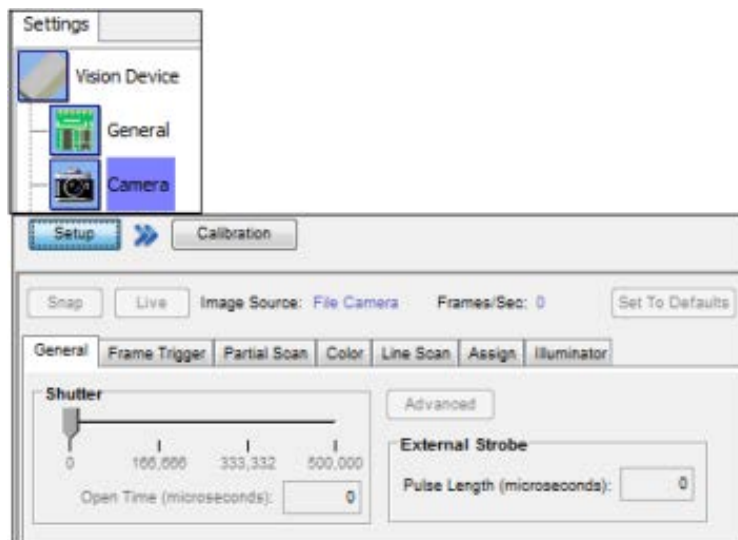 Settings
Vision Device
General
Camera
Setup
Calibration
Snap Live Image Source: File Camera Frames/Sec: 0 Set To Defaults
General Frame Trigger Partial Scan Color Line Scan Assign Illuminator
Shutter
0 166,666 333,332 500,000
Open Time (microseconds): 0
Advanced
External Strobe
Pulse Length (microseconds): 0